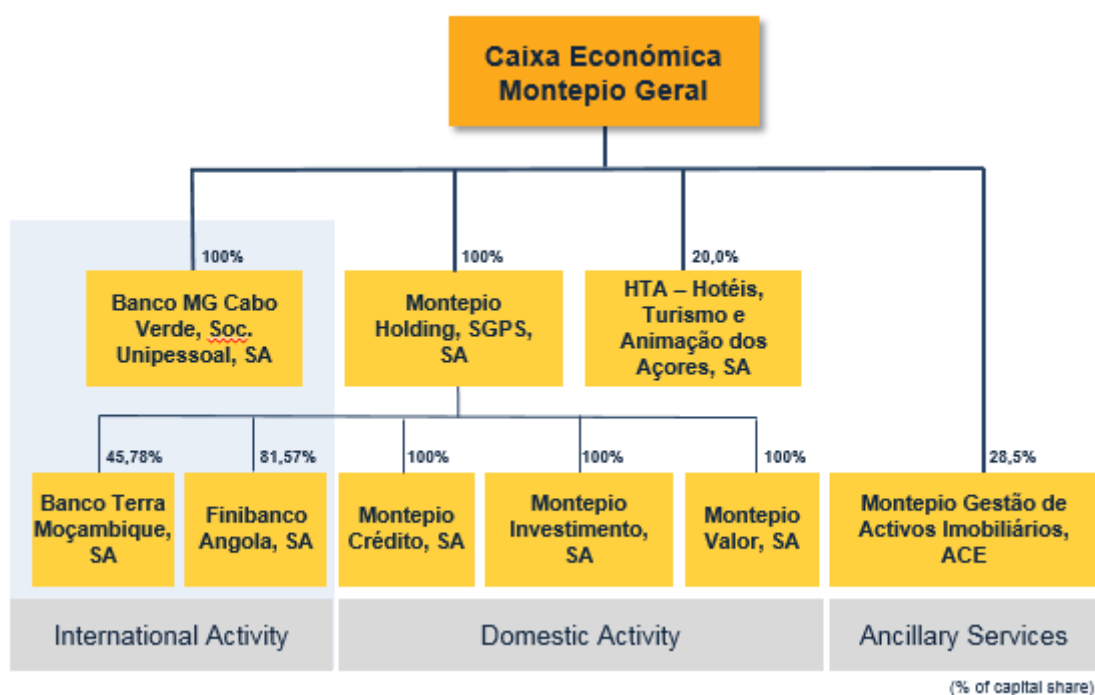 Caixa Económica
Montepio Geral
100%
100%
20,0%
Banco MG Cabo
Verde, Soc.
Unipessoal, SA
Montepio
Holding, SGPS,
SA
HTA – Hotéis,
Turismo e
Animação dos
Açores, SA
45,78%
81,57%
100%
100%
100%
28,5%
Banco Terra
Moçambique,
SA
Finibanco
Angola, SA
Montepio
Crédito, SA
Montepio
Investimento,
SA
Montepio
Valor, SA
Montepio Gestão de
Activos Imobiliários,
ACE
International Activity
Domestic Activity
Ancillary Services
(% of capital share)